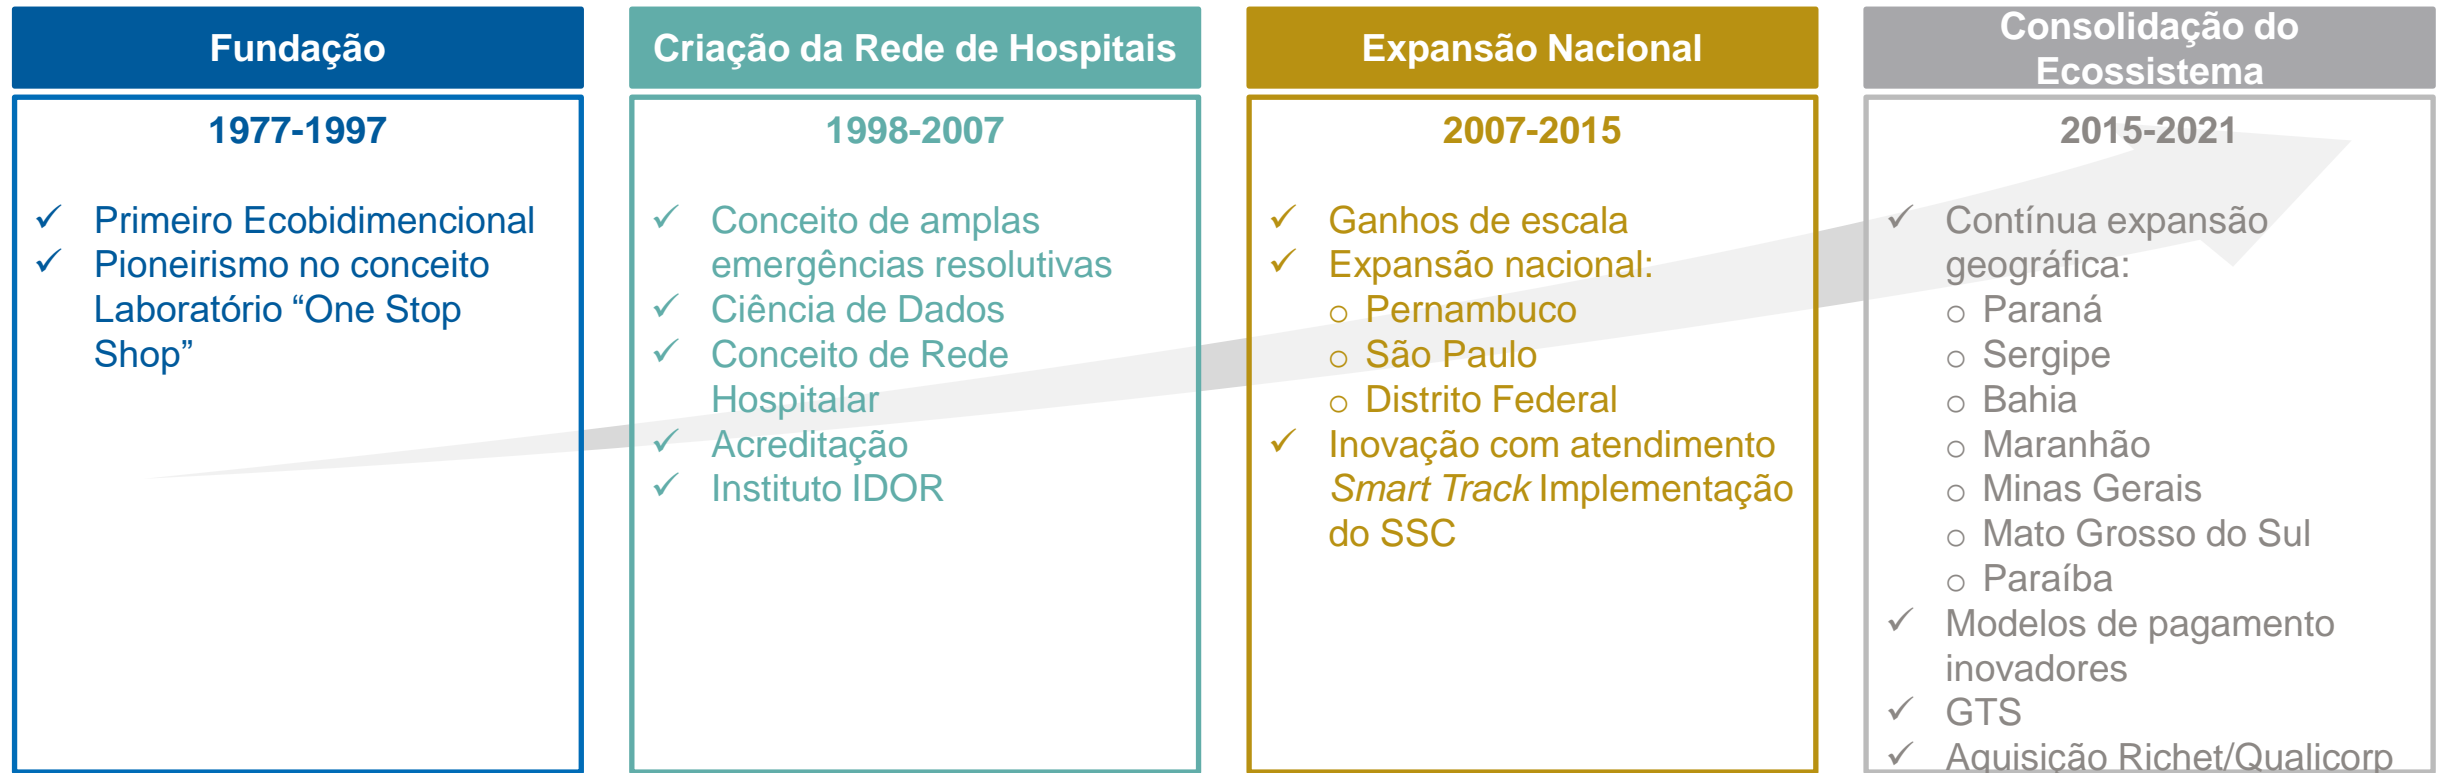 Fundação
1977-1997
✓ Primeiro Ecobidimencional
✓ Pioneirismo no conceito
Laboratório “One Stop
Shop”
Criação da Rede de Hospitais
1998-2007
✓ Conceito de amplas
emergências resolutivas
✓ Ciência de Dados
✓ Conceito de Rede
Hospitalar
✓ Acreditação
✓ Instituto IDOR
Expansão Nacional
2007-2015
✓ Ganhos de escala
✓ Expansão nacional:
o Pernambuco
o São Paulo
o Distrito Federal
✓ Inovação com atendimento
Smart Track Implementação
do SSC
Consolidação do
Ecossistema
2015-2021
✓ Contínua expansão
geográfica:
o Paraná
o Sergipe
o Bahia
o Maranhão
o Minas Gerais
o Mato Grosso do Sul
o Paraíba
✓ Modelos de pagamento
inovadores
✓ GTS
✓ Aquisição Richet/Qualicorp